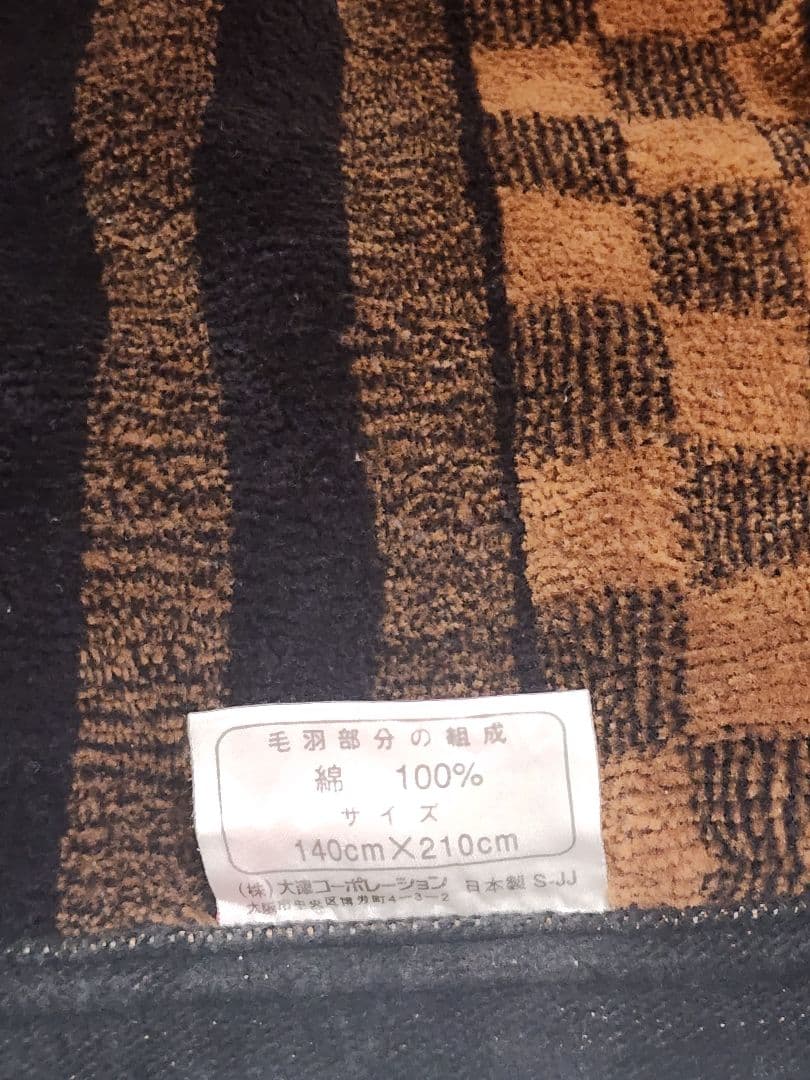 毛羽部分の組成
綿 100%
サイズ
140cm×210cm
(株)大津コーポレーション 日本製 S-JJ
大阪市中央区博労町4-3-2